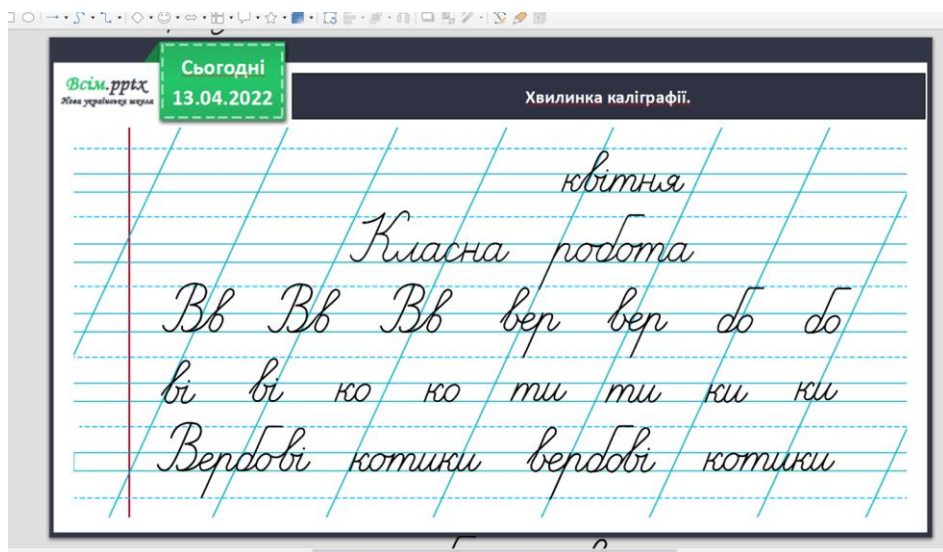 Всім.pptx
Нова українська школа
Сьогодні
13.04.2022
Хвилинка каліграфії.
квітня
Класна робота
Вв Вв Вв вер вер бо бо
ві ві ко ко ти ти ки ки
Вербові котики вербові котики